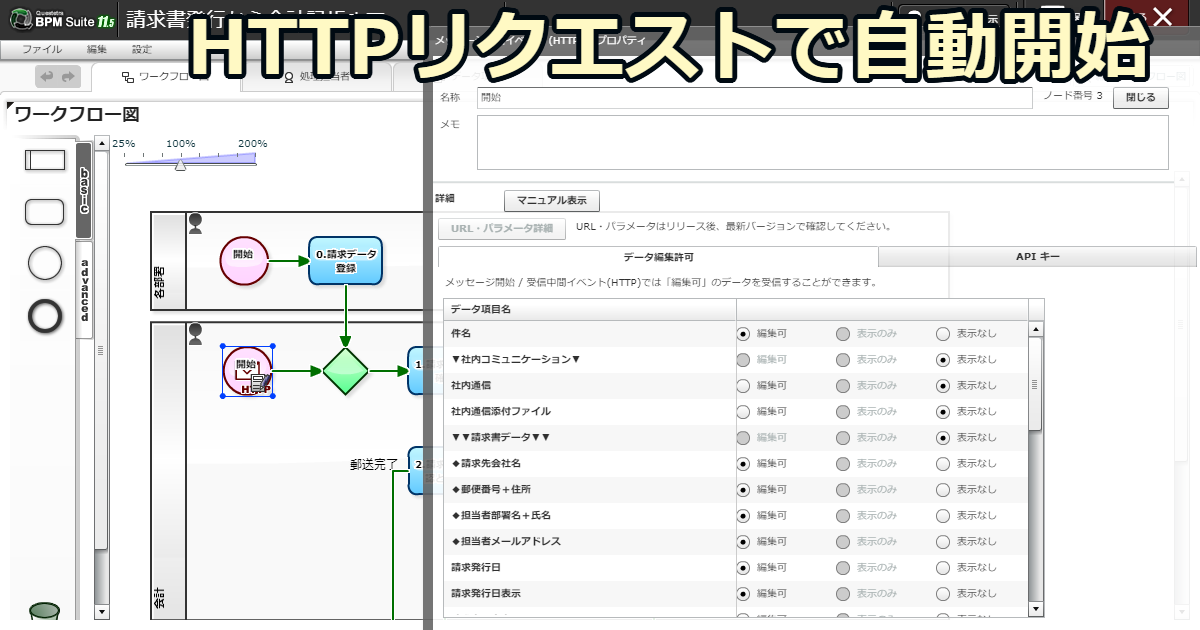 HTTPリクエストで自動開始
Questetra
BPM Suite 11.5
ファイル
編集
設定
ワークフロー
名称
開始
ノード番号 3
閉じる
メモ
ワークフロー図
25%
100%
200%
basic
advanced
名部署
開始
0.請求データ
登録
会計
開始
HTTP
郵送完了
詳細
マニュアル表示
URL・パラメータ詳細
URL・パラメータはリリース後、最新バージョンで確認してください。
データ編集許可
API キー
メッセージ開始 / 受信中間イベント(HTTP)では「編集可」のデータを受信することができます。
データ項目名
件名 編集可 表示のみ 表示なし
▼社内コミュニケーション▼ 編集可 表示のみ 表示なし
社内通信 編集可 表示のみ 表示なし
社内通信添付ファイル 編集可 表示のみ 表示なし
▼▼請求書データ▼▼ 編集可 表示のみ 表示なし
◆請求先会社名 編集可 表示のみ 表示なし
◆郵便番号＋住所 編集可 表示のみ 表示なし
◆担当者部署名＋氏名 編集可 表示のみ 表示なし
◆担当者メールアドレス 編集可 表示のみ 表示なし
請求発行日 編集可 表示のみ 表示なし
請求発行日表示 編集可 表示のみ 表示なし